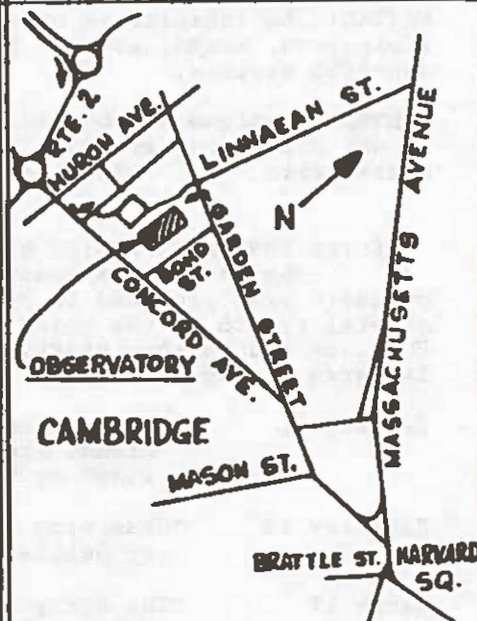 RTE. 2
HURON AVE.
LINNAEAN ST.
MASSACHUSETTS AVENUE
N
GARDEN STREET
BOND ST.
CONCORD AVE.
OBSERVATORY
CAMBRIDGE
MASON ST.
BRATTLE ST.
HARVARD SQ.